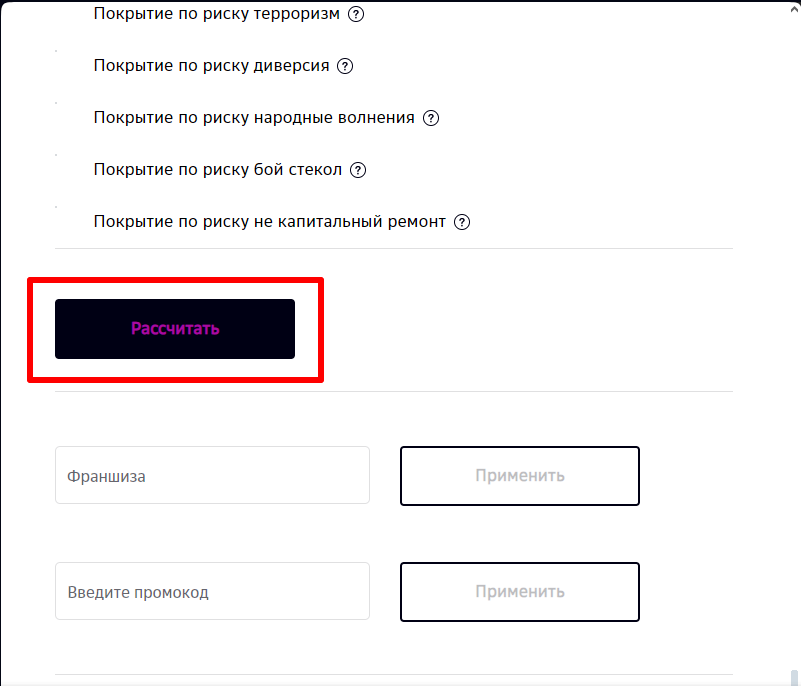 Покрытие по риску терроризм ?
Покрытие по риску диверсия ?
Покрытие по риску народные волнения ?
Покрытие по риску бой стекол ?
Покрытие по риску не капитальный ремонт ?
Рассчитать
Франшиза Применить
Введите промокод Применить